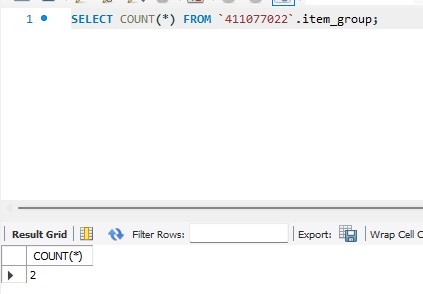 1 SELECT COUNT(*) FROM `411077022`.item_group;
Result Grid Filter Rows: Export: Wrap Cell C
COUNT(*)
2